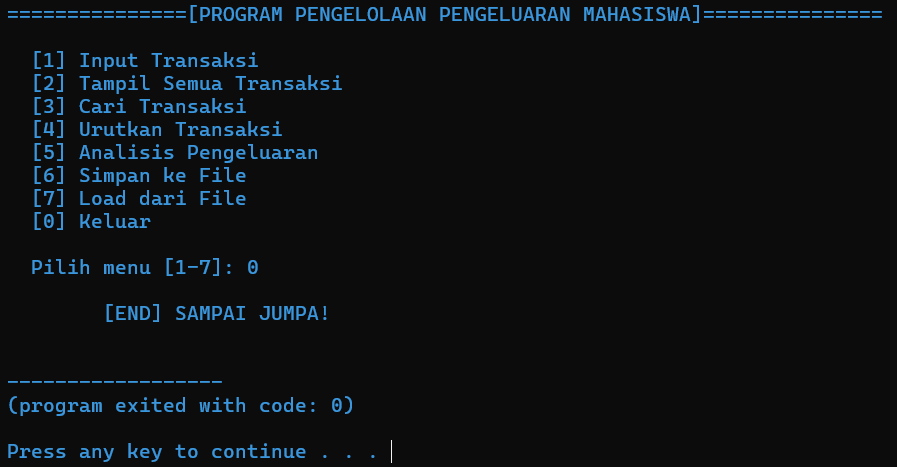 ===============[PROGRAM PENGELOLAAN PENGELUARAN MAHASISWA]===============
[1] Input Transaksi
[2] Tampil Semua Transaksi
[3] Cari Transaksi
[4] Urutkan Transaksi
[5] Analisis Pengeluaran
[6] Simpan ke File
[7] Load dari File
[0] Keluar
Pilih menu [1-7]: 0
[END] SAMPAI JUMPA!
------------------
(program exited with code: 0)
Press any key to continue . . .